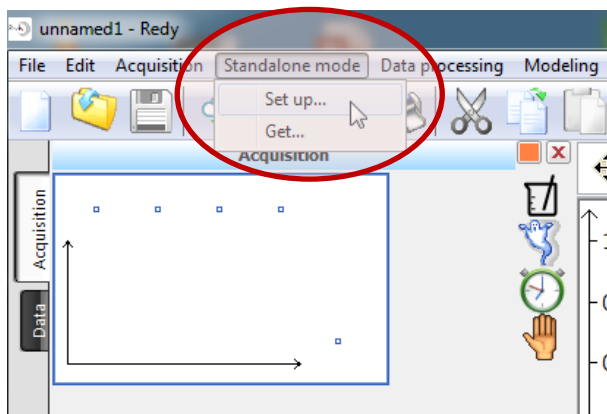 unnamed1 - Redy
File Edit Acquisition Standalone mode Data processing Modeling
Set up...
Get...
Acquisition
Acquisition
Data